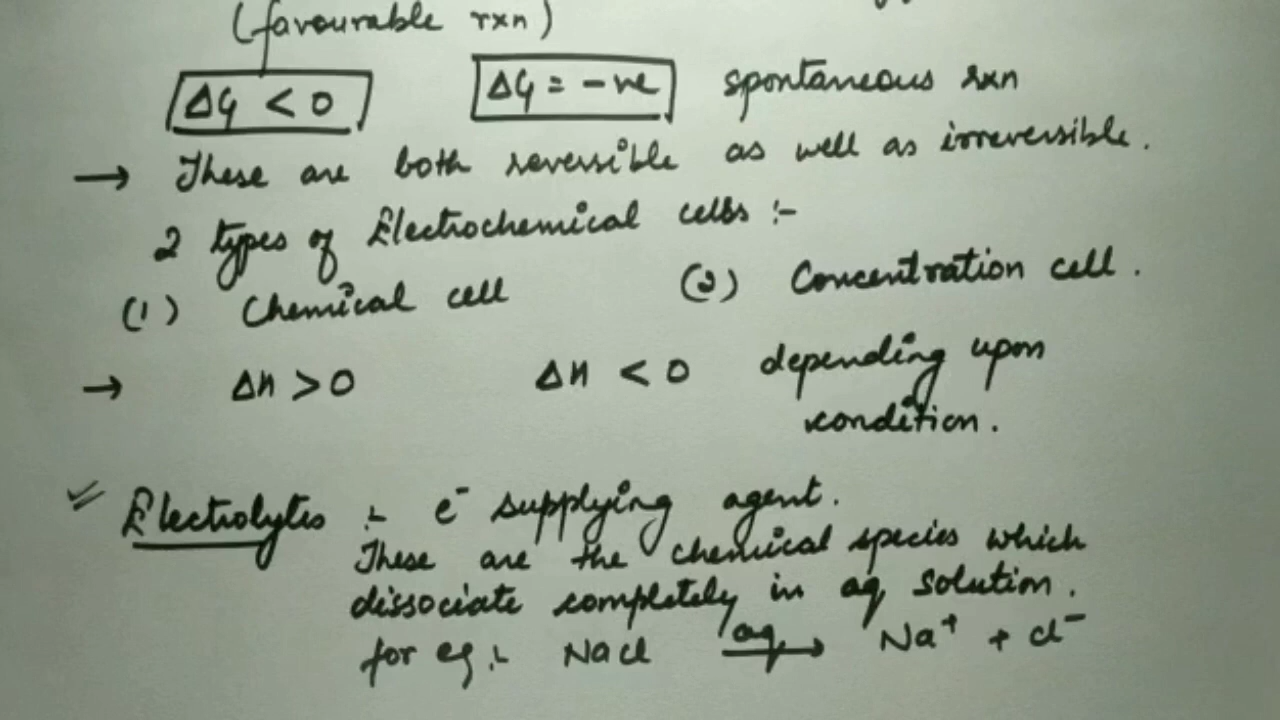 (favourable rxn)
ΔG < 0 ΔG = -ve spontaneous rxn
→ These are both reversible as well as irreversible.
2 types of Electrochemical cells :-
(1) Chemical cell (2) Concentration cell.
→ ΔH > 0 ΔH < 0 depending upon
condition.
Electrolytes :- e⁻ supplying agent.
These are the chemical species which
dissociate completely in aq solution.
for eg :- NaCl aq→ Na⁺ + Cl⁻